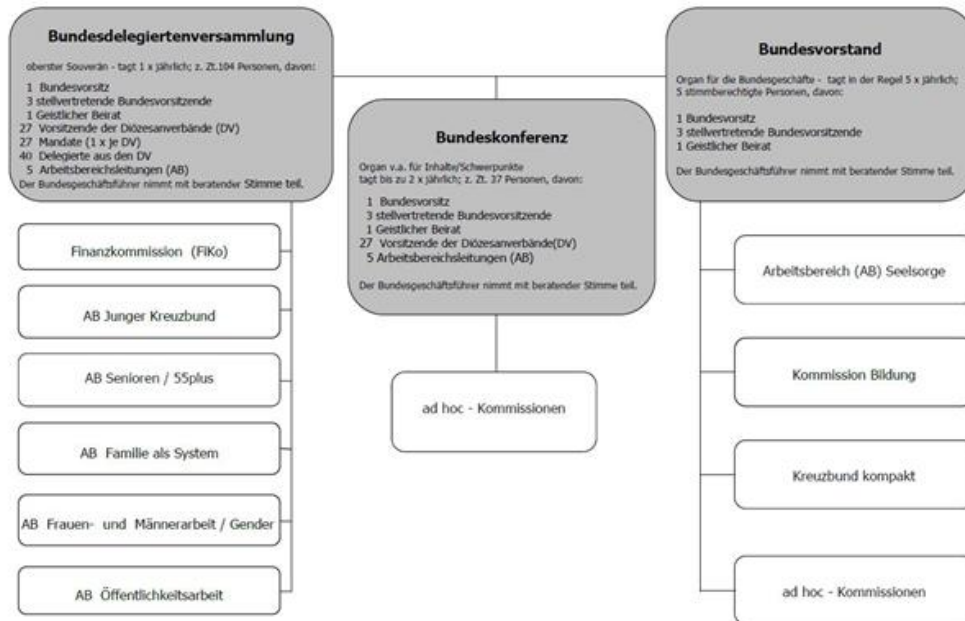 Bundesdelegiertenversammlung
oberster Souverän - tagt 1 x jährlich; z. Zt.104 Personen, davon:
1 Bundesvorsitz
3 stellvertretende Bundesvorsitzende
1 Geistlicher Beirat
27 Vorsitzende der Diözesanverbände (DV)
27 Mandate (1 x je DV)
40 Delegierte aus den DV
5 Arbeitsbereichsleitungen (AB)
Der Bundesgeschäftsführer nimmt mit beratender Stimme teil.
Finanzkommission (FiKo)
AB Junger Kreuzbund
AB Senioren / 55plus
AB Familie als System
AB Frauen- und Männerarbeit / Gender
AB Öffentlichkeitsarbeit
Bundeskonferenz
Organ v.a. für Inhalte/Schwerpunkte
tagt bis zu 2 x jährlich; z. Zt. 37 Personen, davon:
1 Bundesvorsitz
3 stellvertretende Bundesvorsitzende
1 Geistlicher Beirat
27 Vorsitzende der Diözesanverbände(DV)
5 Arbeitsbereichsleitungen (AB)
Der Bundesgeschäftsführer nimmt mit beratender Stimme teil.
ad hoc - Kommissionen
Bundesvorstand
Organ für die Bundesgeschäfte - tagt in der Regel 5 x jährlich;
5 stimmberechtigte Personen, davon:
1 Bundesvorsitz
3 stellvertretende Bundesvorsitzende
1 Geistlicher Beirat
Der Bundesgeschäftsführer nimmt mit beratender Stimme teil.
Arbeitsbereich (AB) Seelsorge
Kommission Bildung
Kreuzbund kompakt
ad hoc - Kommissionen